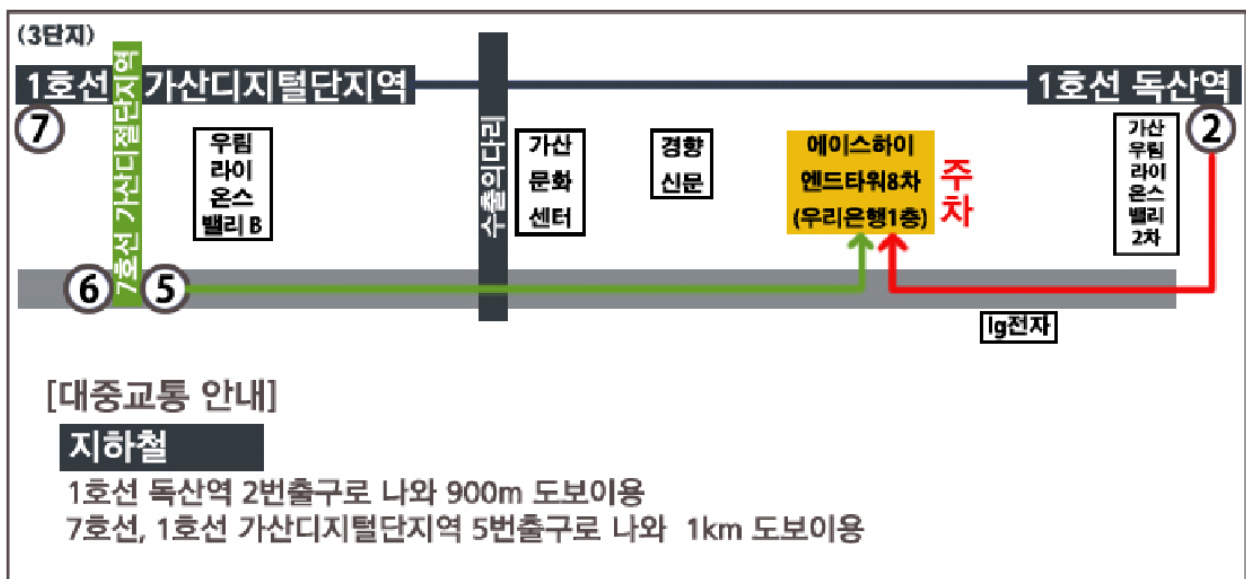 (3단지)
1호선 가산디지털단지역
7호선 가산디절단지역
수출의다리
1호선 독산역
7
2
우림
라이
온스
밸리 B
가산
문화
센터
경향
신문
에이스하이
엔드타워8차
(우리은행1층)
주차
가산
우림
라이
온스
밸리
2차
6
5
lg전자
[대중교통 안내]
지하철
1호선 독산역 2번출구로 나와 900m 도보이용
7호선, 1호선 가산디지털단지역 5번출구로 나와 1km 도보이용